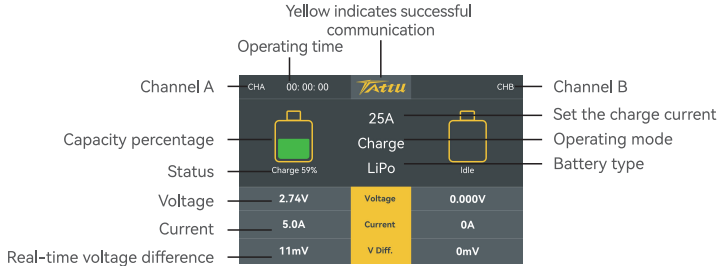 Yellow indicates successful
communication
Operating time
Channel A
CHA
00: 00: 00
TATTU
CHB
Channel B
25A
Set the charge current
Capacity percentage
Charge
Operating mode
Status
Charge 59%
LiPo
Idle
Battery type
Voltage
2.74V
Voltage
0.000V
Current
5.0A
Current
0A
Real-time voltage difference
11mV
V Diff.
0mV